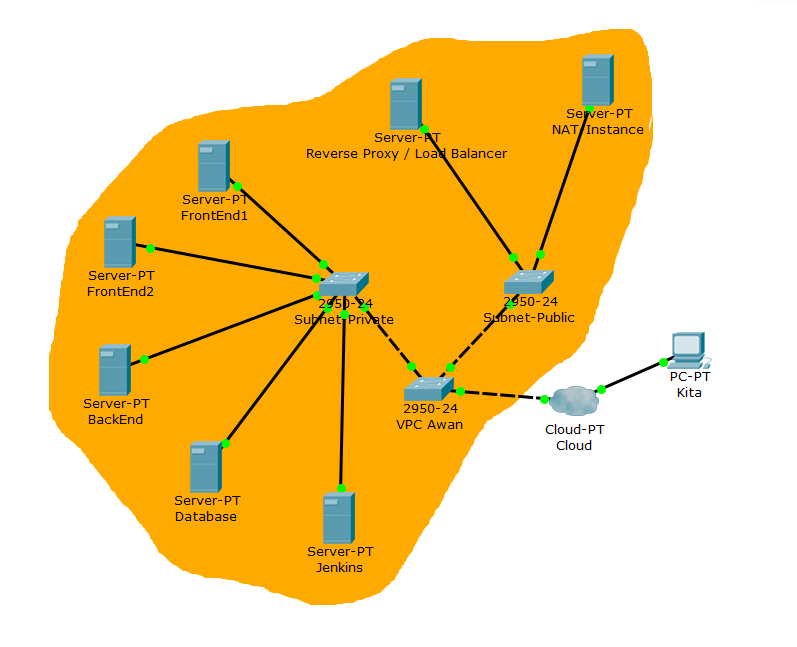 Server-PT
NAT-Instance
Server-PT
Reverse Proxy / Load Balancer
Server-PT
FrontEnd1
Server-PT
FrontEnd2
2950-24
Subnet-Private
2950-24
Subnet-Public
PC-PT
Kita
Server-PT
BackEnd
2950-24
VPC Awan
Cloud-PT
Cloud
Server-PT
Database
Server-PT
Jenkins